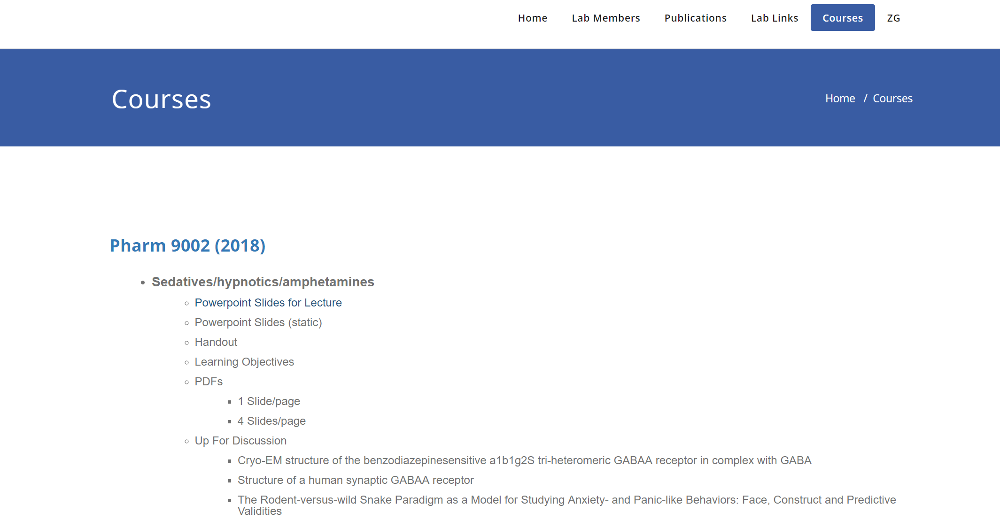 Home Lab Members Publications Lab Links Courses ZG
Courses
Home / Courses
Pharm 9002 (2018)
Sedatives/hypnotics/amphetamines
Powerpoint Slides for Lecture
Powerpoint Slides (static)
Handout
Learning Objectives
PDFs
1 Slide/page
4 Slides/page
Up For Discussion
Cryo-EM structure of the benzodiazepinesensitive a1b1g2S tri-heteromeric GABAA receptor in complex with GABA
Structure of a human synaptic GABAA receptor
The Rodent-versus-wild Snake Paradigm as a Model for Studying Anxiety- and Panic-like Behaviors: Face, Construct and Predictive
Validities